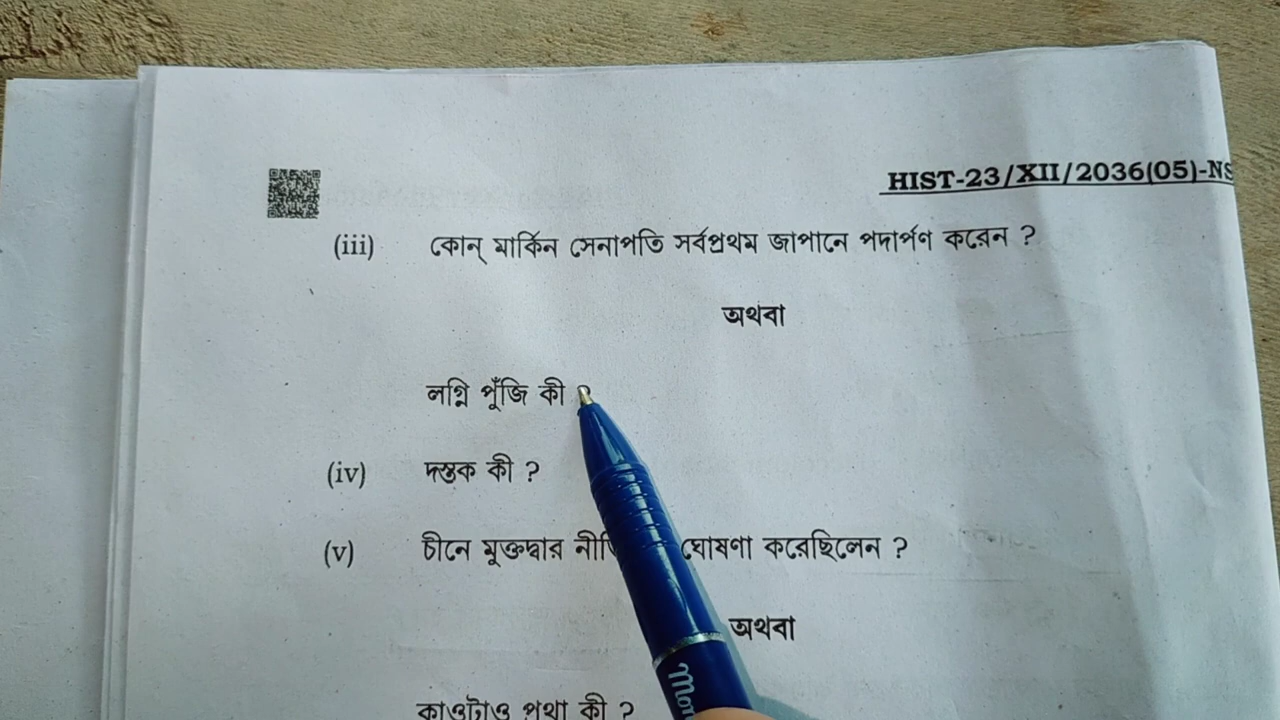 HIST-23/XII/2036(05)-NS
(iii) কোন্ মার্কিন সেনাপতি সর্বপ্রথম জাপানে পদার্পণ করেন ?
অথবা
লগ্নি পুঁজি কী ?
(iv) দস্তক কী ?
(v) চীনে মুক্তদ্বার ঘোষণা করেছিলেন ?
অথবা
কাওটাও প্রথা কী ?